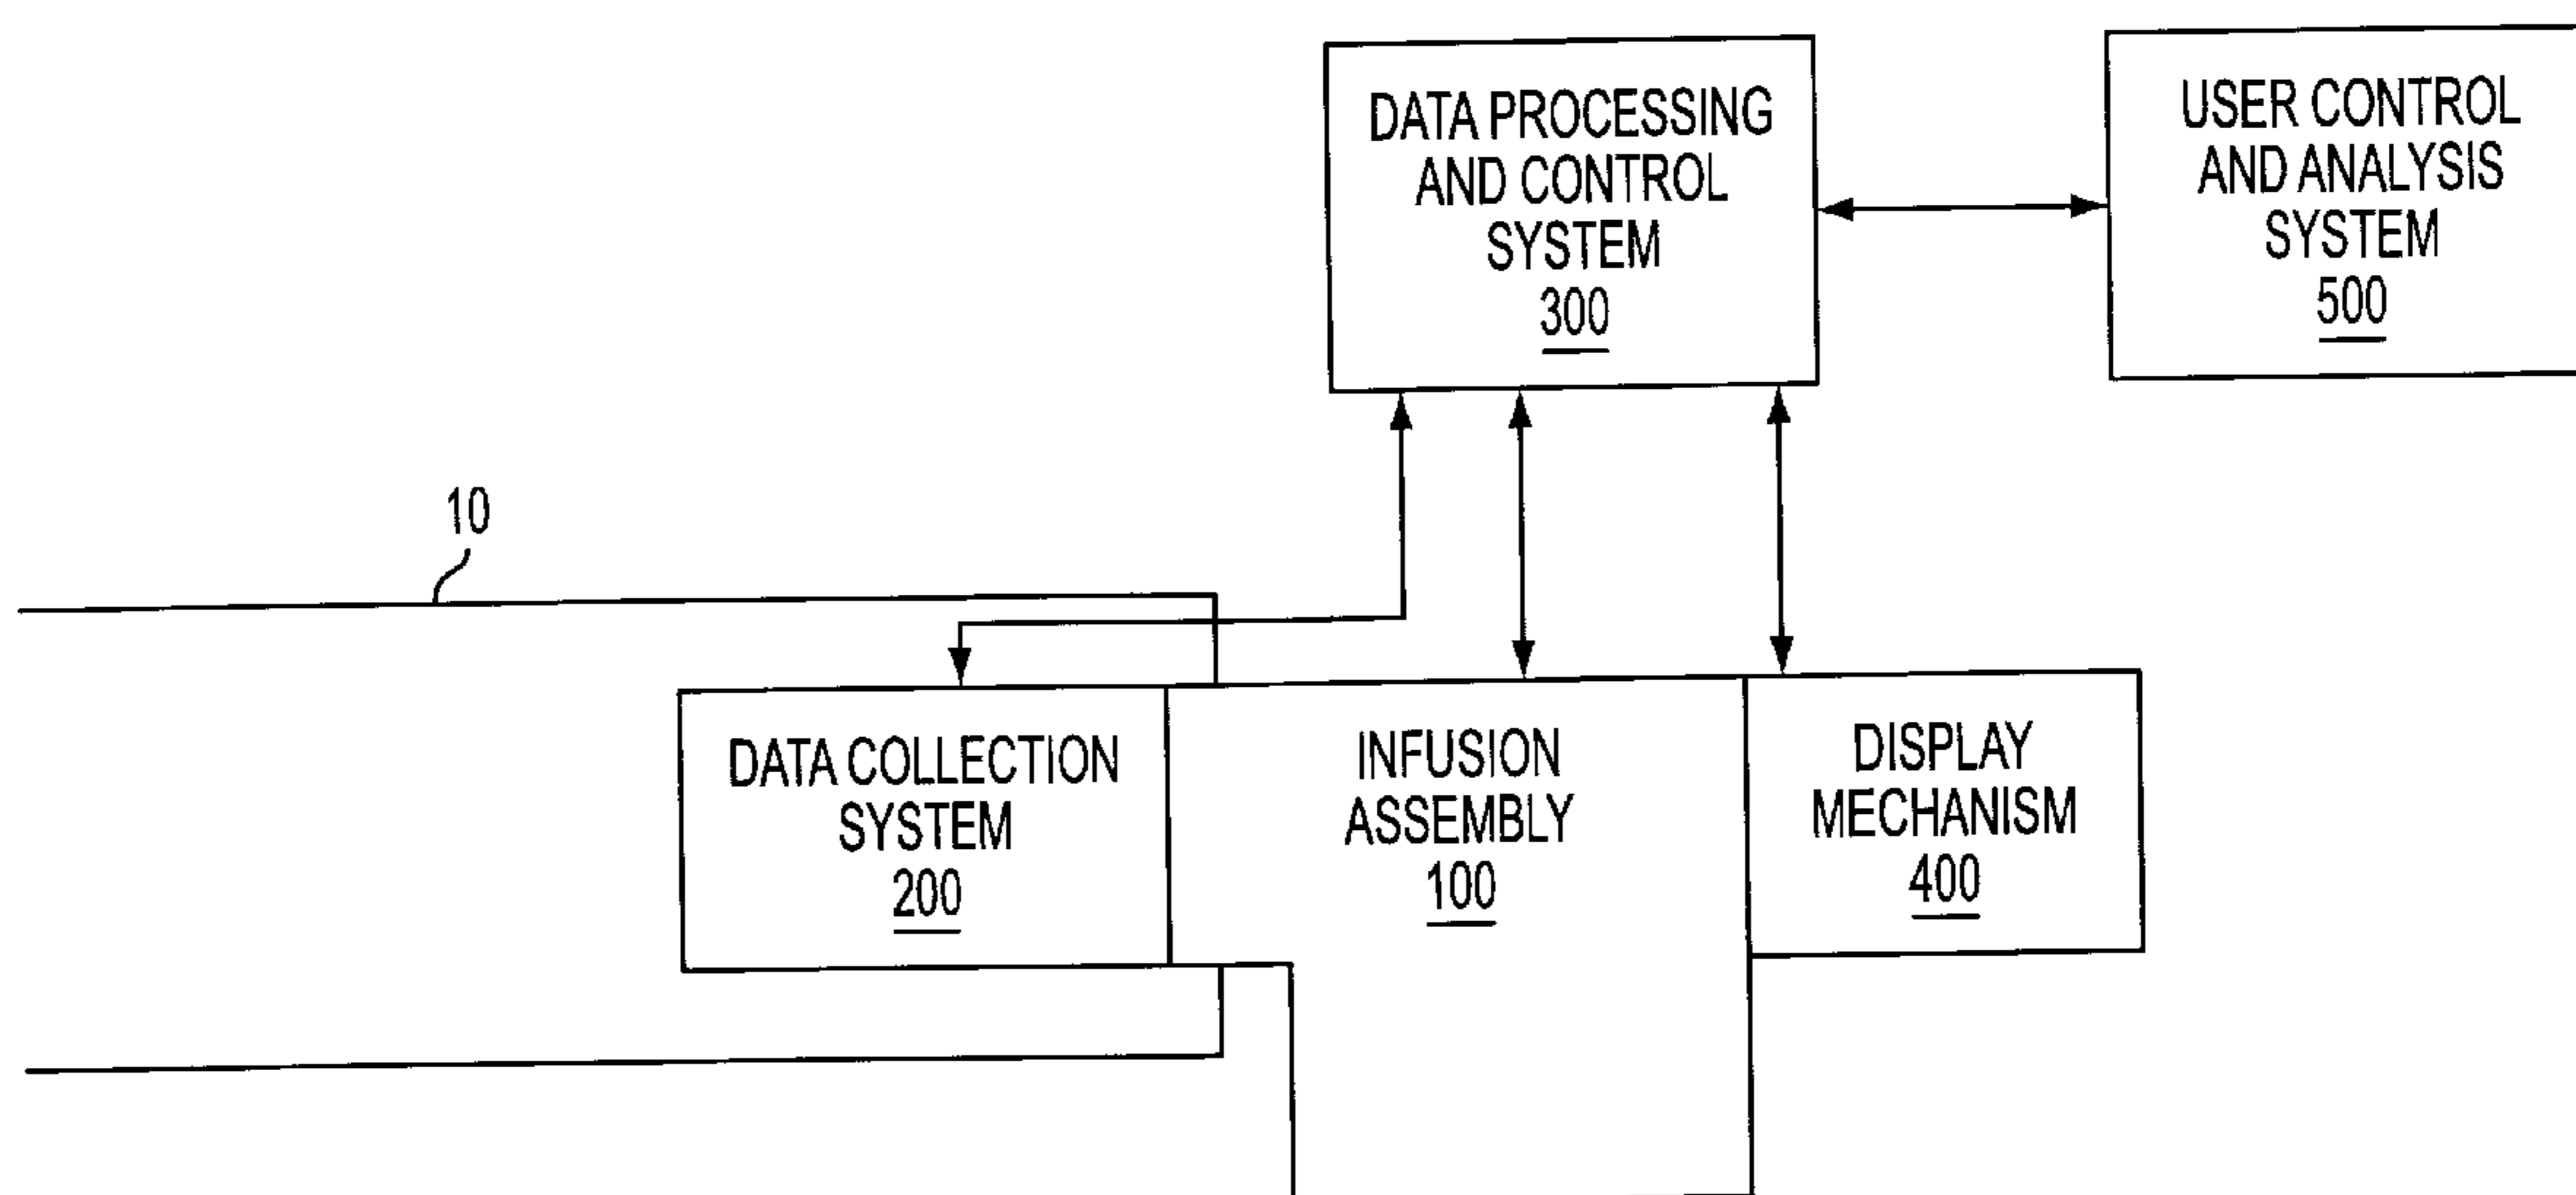 DATA PROCESSING
AND CONTROL
SYSTEM
300
USER CONTROL
AND ANALYSIS
SYSTEM
500
10
DATA COLLECTION
SYSTEM
200
INFUSION
ASSEMBLY
100
DISPLAY
MECHANISM
400